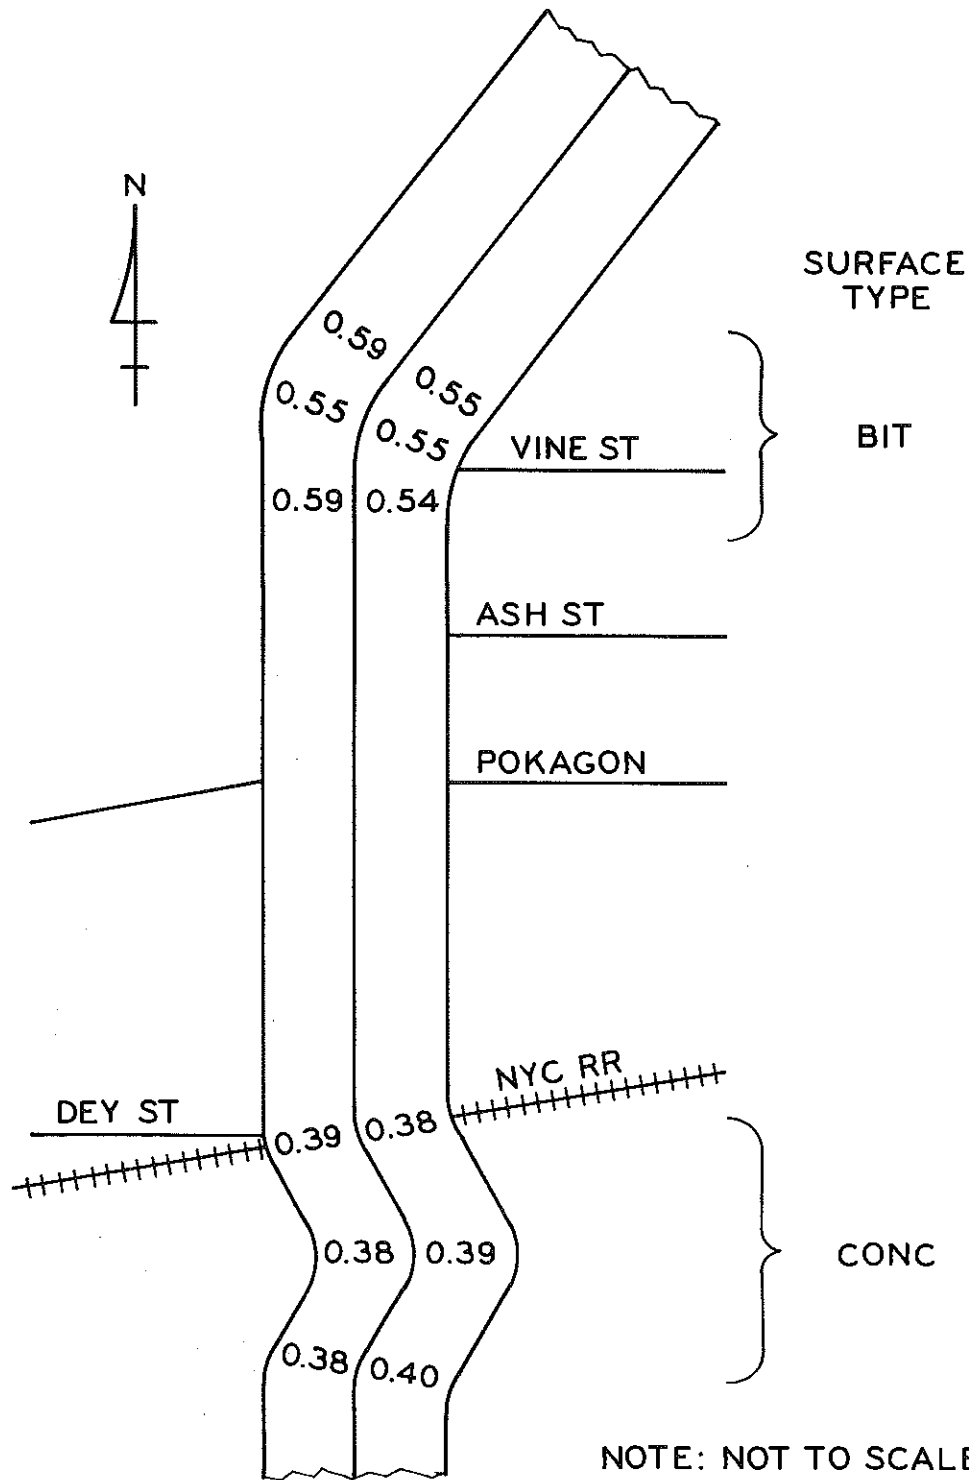 N
SURFACE
TYPE
0.59
0.55
0.55
0.55
VINE ST
BIT
0.59
0.54
ASH ST
POKAGON
NYC RR
DEY ST
0.39
0.38
0.38
0.39
CONC
0.38
0.40
NOTE: NOT TO SCALE